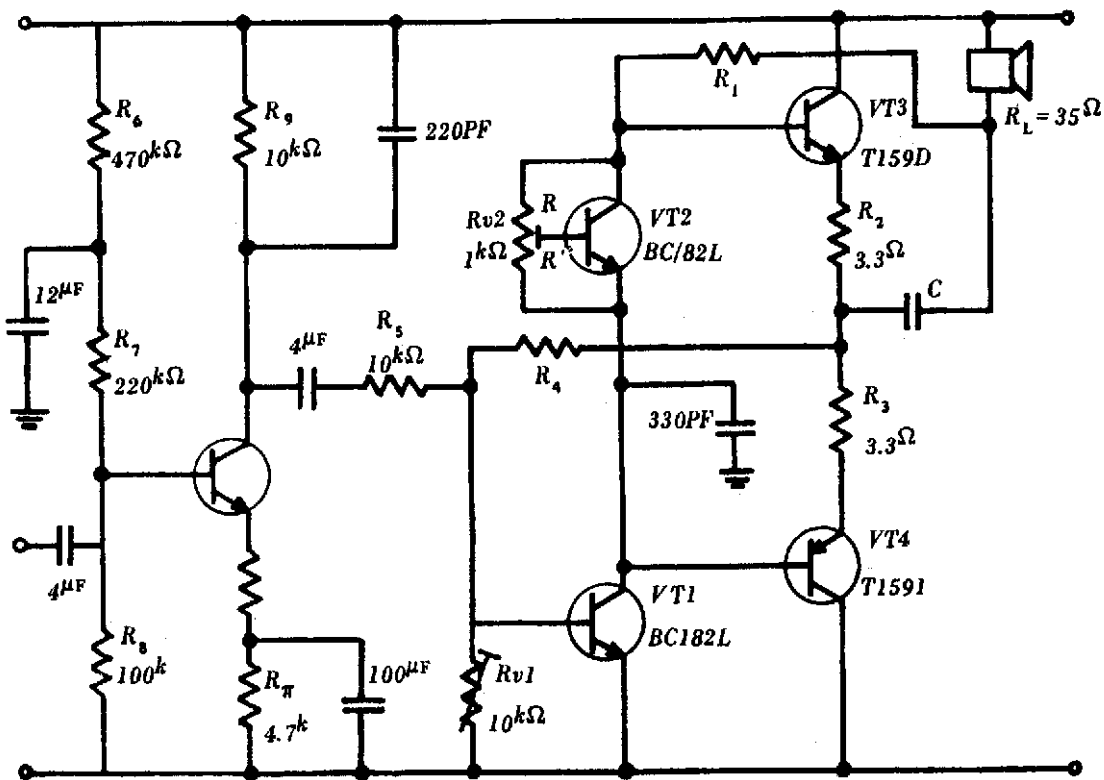 R₆
470kΩ
R₉
10kΩ
220PF
R₁
VT3
T159D
R_L = 35Ω
Rv2
1kΩ
R
R'
VT2
BC/82L
R₂
3.3Ω
C
12μF
R₇
220kΩ
4μF
R₅
10kΩ
R₄
330PF
R₃
3.3Ω
4μF
R₈
100k
Rπ
4.7k
100μF
Rv1
10kΩ
VT1
BC182L
VT4
T1591